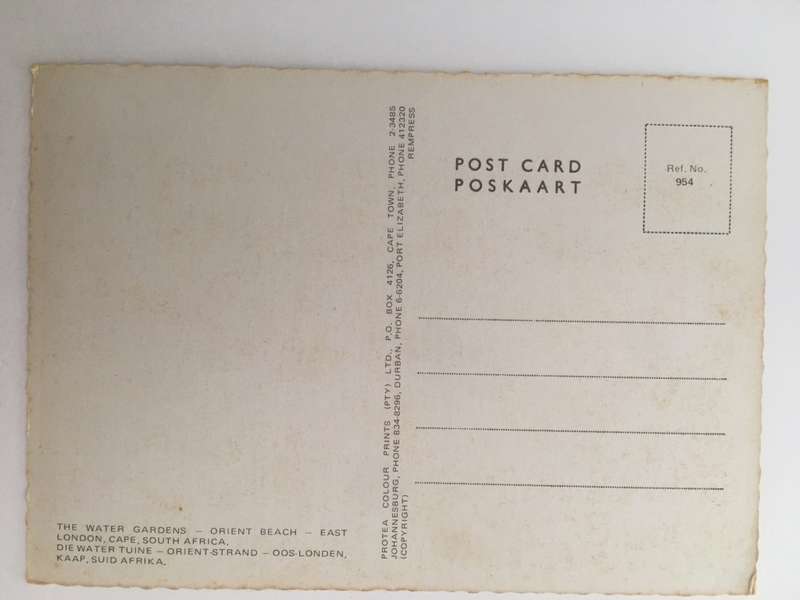 THE WATER GARDENS – ORIENT BEACH – EAST
LONDON, CAPE, SOUTH AFRICA.
DIE WATER TUINE – ORIENT-STRAND – OOS-LONDEN,
KAAP, SUID AFRIKA.
PROTEA COLOUR PRINTS (PTY) LTD., P.O. BOX 4126, CAPE TOWN, PHONE 2-3485
JOHANNESBURG, PHONE 834-8296, DURBAN, PHONE 6-6204, PORT ELIZABETH, PHONE 412320
(COPYRIGHT) REMPRESS
POST CARD
POSKAART
Ref. No.
954